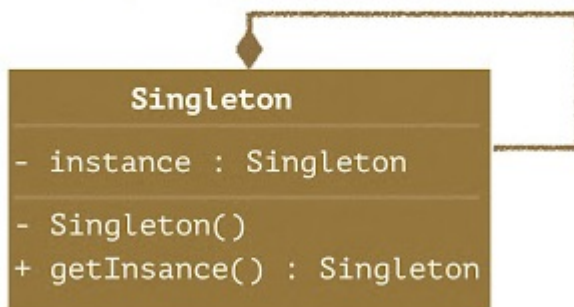 Singleton
- instance : Singleton
- Singleton()
+ getInsance() : Singleton